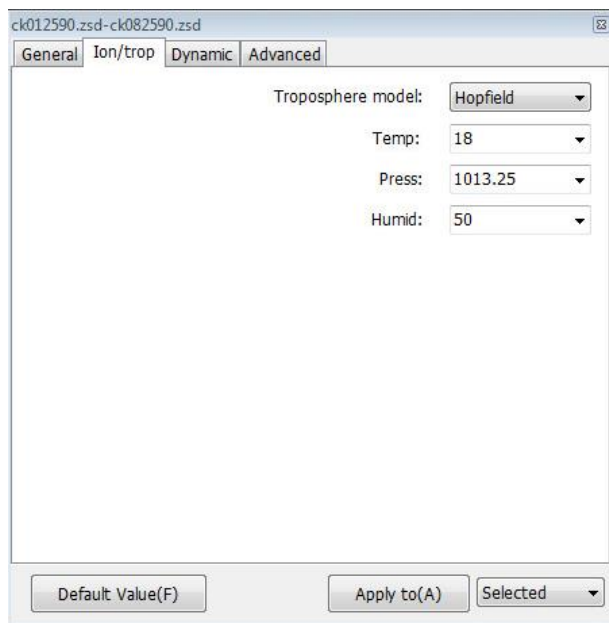 ck012590.zsd-ck082590.zsd
General Ion/trop Dynamic Advanced
Troposphere model: Hopfield
Temp: 18
Press: 1013.25
Humid: 50
Default Value(F) Apply to(A) Selected